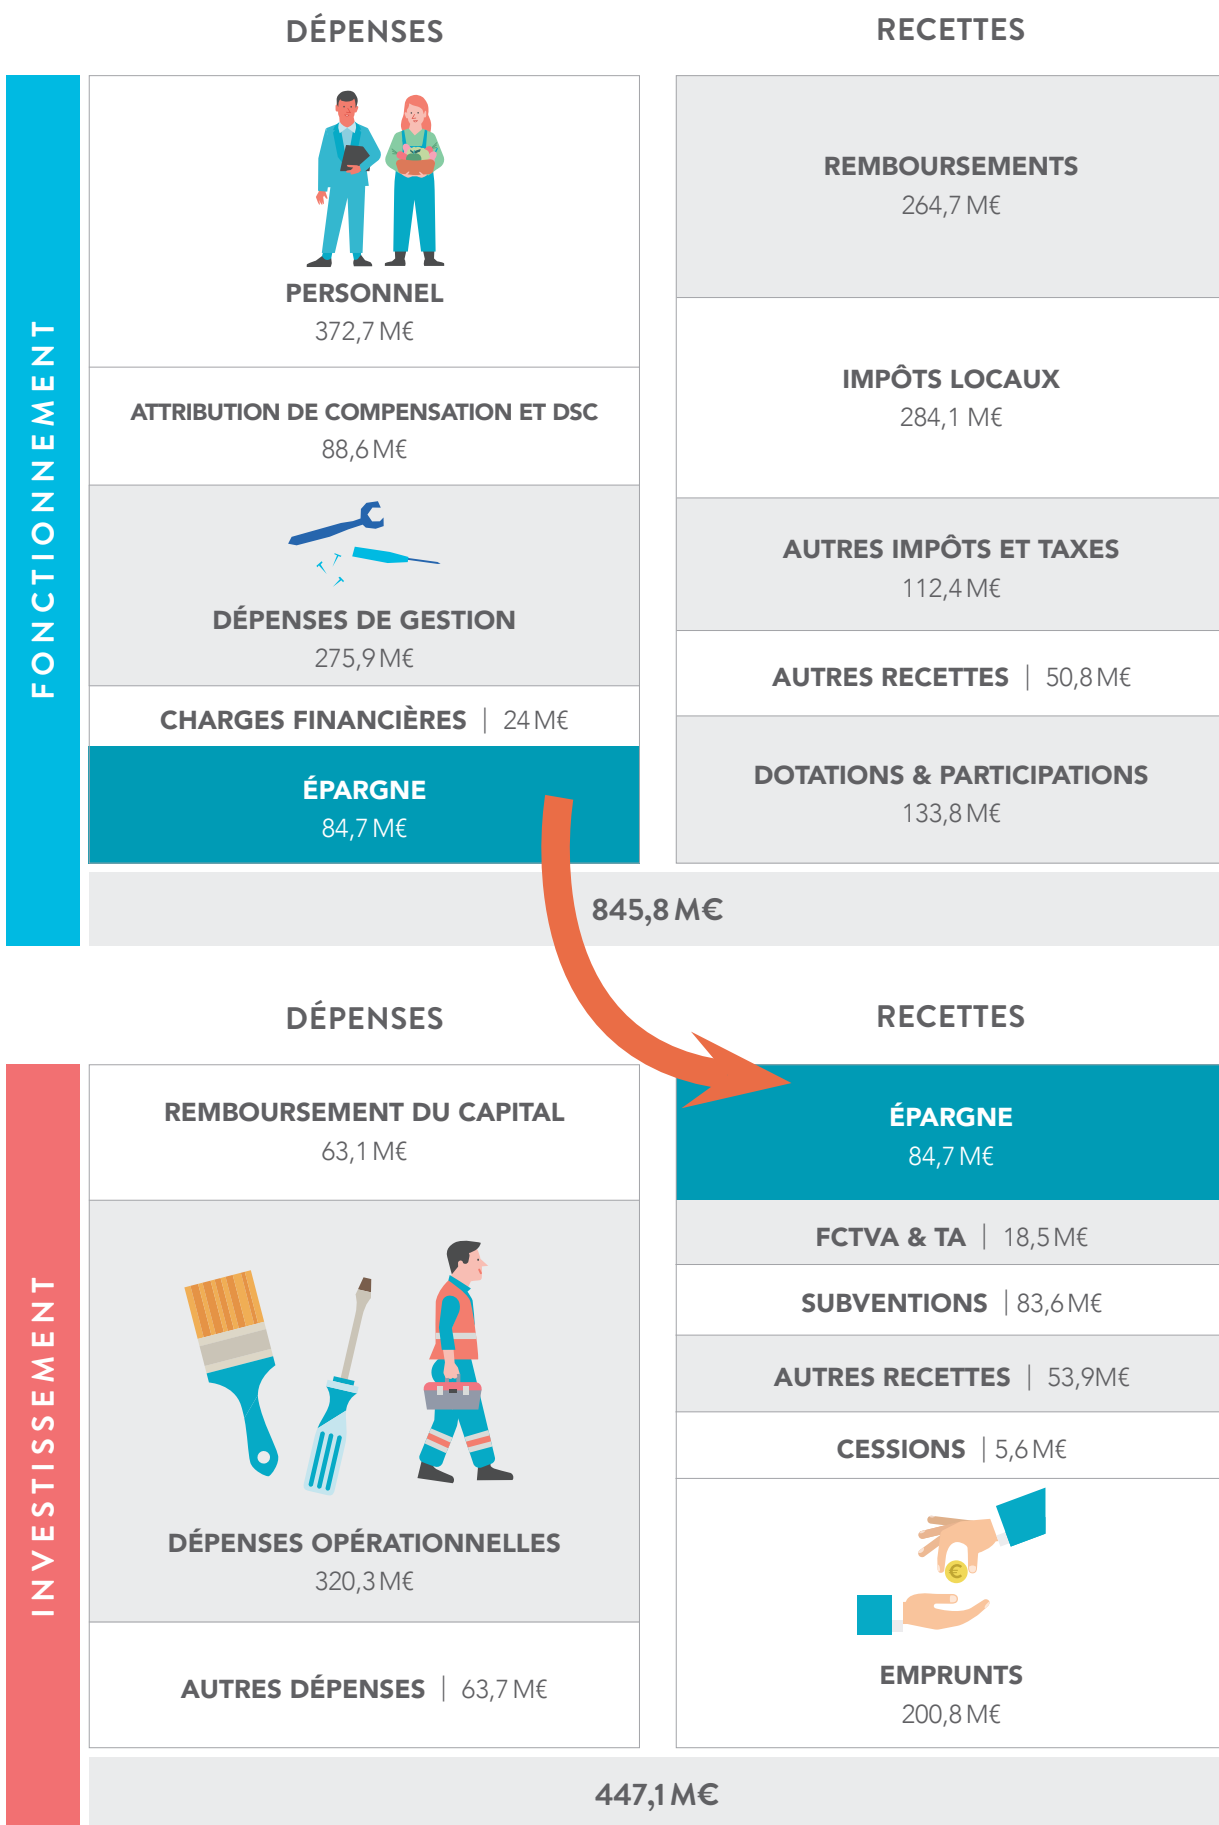 DÉPENSES
RECETTES
FONCTIONNEMENT
PERSONNEL
372,7 M€
ATTRIBUTION DE COMPENSATION ET DSC
88,6 M€
DÉPENSES DE GESTION
275,9 M€
CHARGES FINANCIÈRES | 24 M€
ÉPARGNE
84,7 M€
REMBOURSEMENTS
264,7 M€
IMPÔTS LOCAUX
284,1 M€
AUTRES IMPÔTS ET TAXES
112,4 M€
AUTRES RECETTES | 50,8 M€
DOTATIONS & PARTICIPATIONS
133,8 M€
845,8 M€
DÉPENSES
RECETTES
INVESTISSEMENT
REMBOURSEMENT DU CAPITAL
63,1 M€
DÉPENSES OPÉRATIONNELLES
320,3 M€
AUTRES DÉPENSES | 63,7 M€
ÉPARGNE
84,7 M€
FCTVA & TA | 18,5 M€
SUBVENTIONS | 83,6 M€
AUTRES RECETTES | 53,9M€
CESSIONS | 5,6 M€
€
EMPRUNTS
200,8 M€
447,1 M€